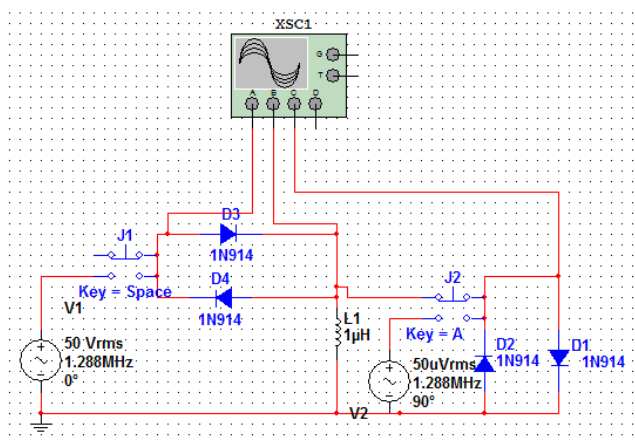 XSC1
G
T
A B C D
D3
1N914
J1
Key = Space
D4
1N914
V1
50 Vrms
1.288MHz
0°
L1
1µH
J2
Key = A
V2
50uVrms
1.288MHz
90°
D2
1N914
D1
1N914